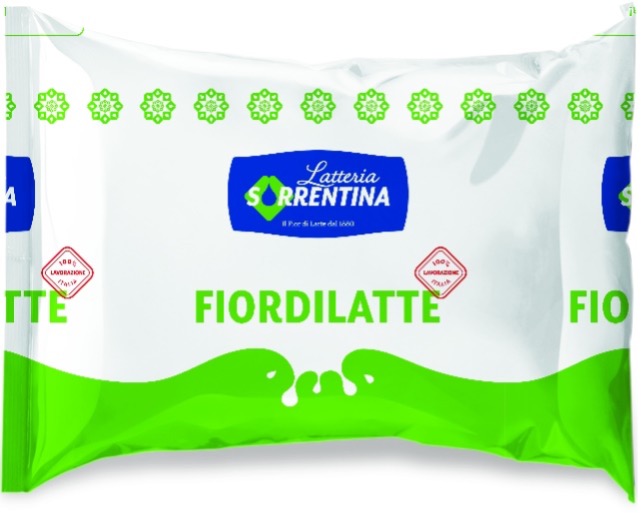 Latteria
SORRENTINA
Il Fior di Latte dal 1880
A
S
100%
LAVORAZIONE
ITALIA
100%
LAVORAZIONE
ITALIA
TTE
FIORDILATTE
FIO